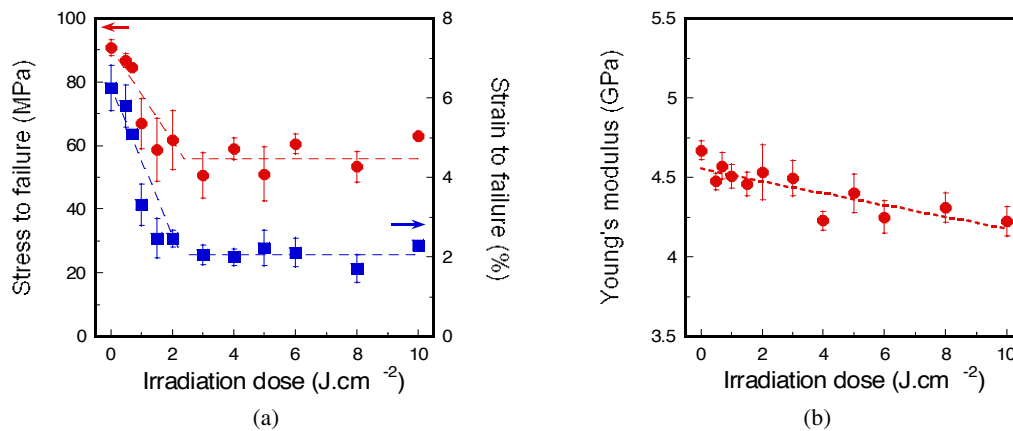 100
80
60
40
20
0
Stress to failure (MPa)
8
6
4
2
0
Strain to failure (%)
0 2 4 6 8 10
Irradiation dose (J.cm -2)
(a)
5.5
5
4.5
4
3.5
Young's modulus (GPa)
0 2 4 6 8 10
Irradiation dose (J.cm -2)
(b)